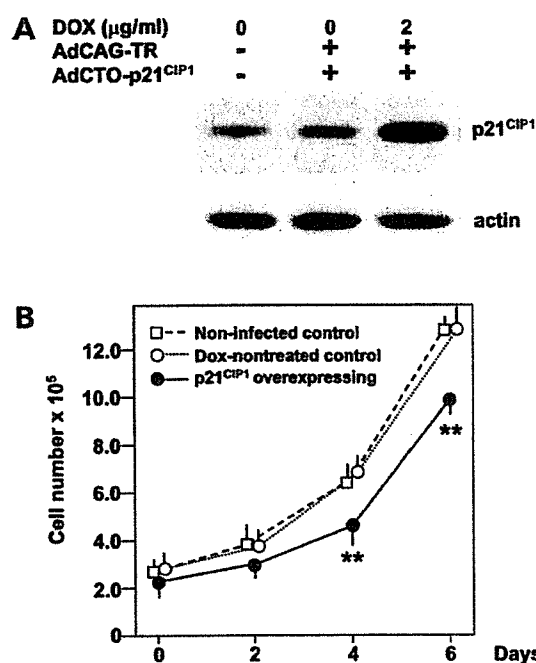 A
DOX (µg/ml) 0 0 2
AdCAG-TR - + +
AdCTO-p21CIP1 - + +
p21CIP1
actin
B
Non-infected control
Dox-nontreated control
p21CIP1 overexpressing
12.0
10.0
8.0
6.0
4.0
2.0
0
Cell number x 10⁵
**
**
0 2 4 6 Days